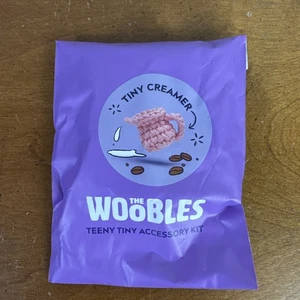 TINY CREAMER
THE
WOOBLES
TEENY TINY ACCESSORY KIT